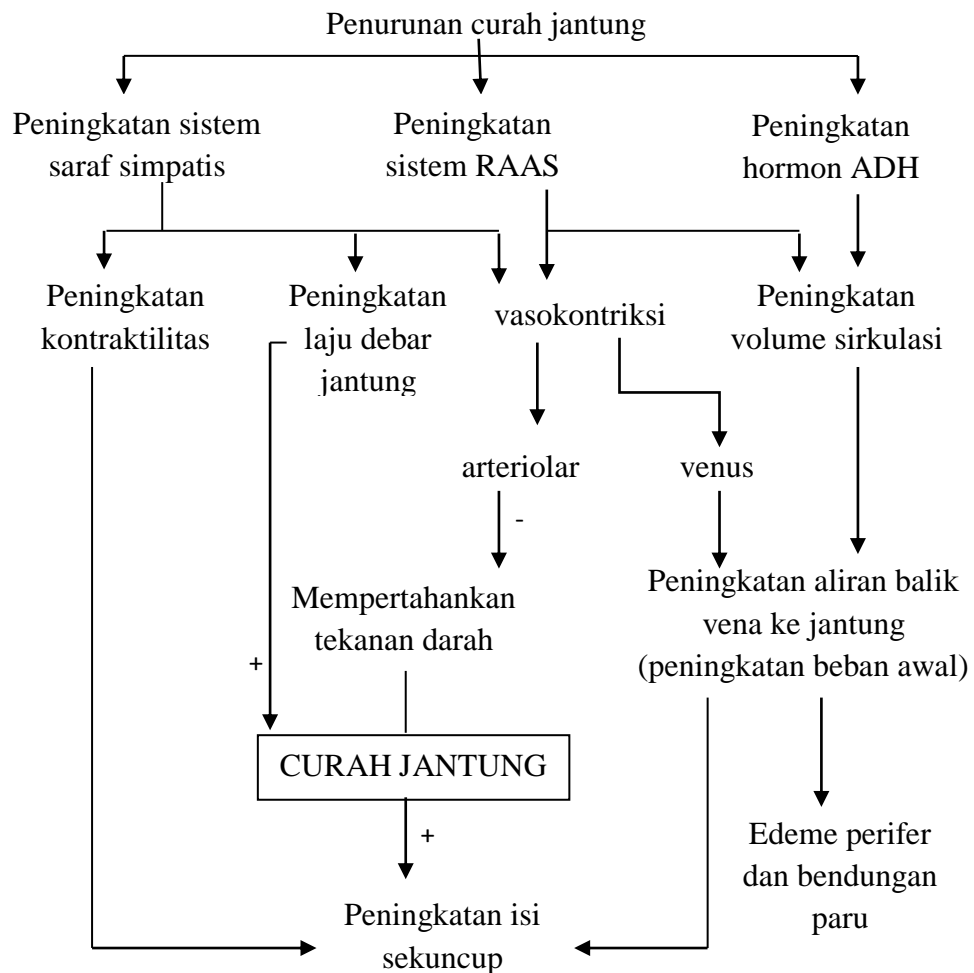 Penurunan curah jantung
Peningkatan sistem
saraf simpatis
Peningkatan
sistem RAAS
Peningkatan
hormon ADH
Peningkatan
kontraktilitas
Peningkatan
laju debar
jantung
vasokontriksi
Peningkatan
volume sirkulasi
arteriolar
venus
-
Mempertahankan
tekanan darah
Peningkatan aliran balik
vena ke jantung
(peningkatan beban awal)
+
CURAH JANTUNG
+
Edeme perifer
dan bendungan
paru
Peningkatan isi
sekuncup